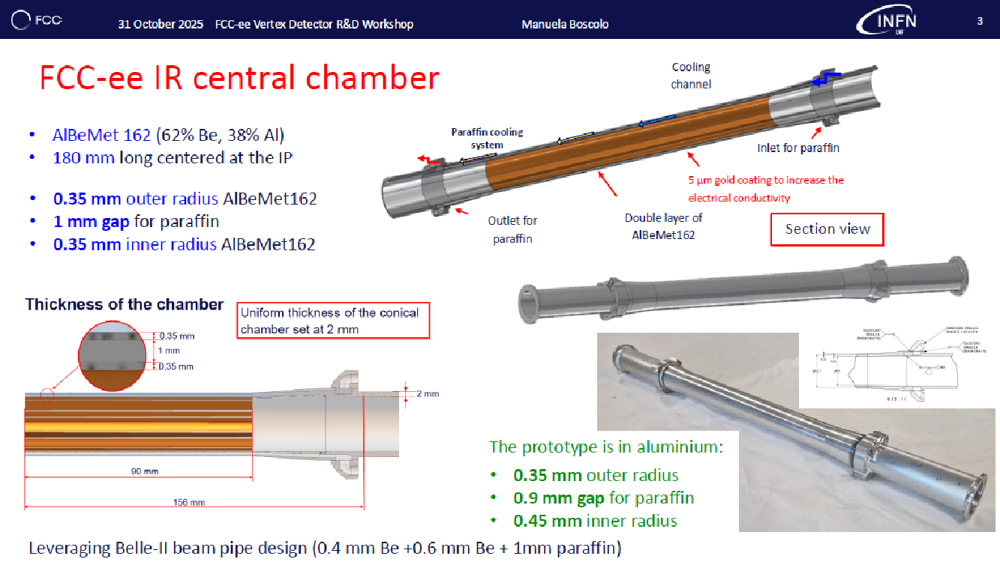 FCC
31 October 2025 FCC-ee Vertex Detector R&D Workshop
Manuela Boscolo
INFN
LNF
3
FCC-ee IR central chamber
• AlBeMet 162 (62% Be, 38% Al)
• 180 mm long centered at the IP
• 0.35 mm outer radius AlBeMet162
• 1 mm gap for paraffin
• 0.35 mm inner radius AlBeMet162
Cooling
channel
Paraffin cooling
system
Inlet for paraffin
5 µm gold coating to increase the
electrical conductivity
Outlet for
paraffin
Double layer of
AlBeMet162
Section view
Thickness of the chamber
Uniform thickness of the conical
chamber set at 2 mm
0,35 mm
1 mm
0,35 mm
2 mm
90 mm
156 mm
The prototype is in aluminium:
• 0.35 mm outer radius
• 0.9 mm gap for paraffin
• 0.45 mm inner radius
Leveraging Belle-II beam pipe design (0.4 mm Be +0.6 mm Be + 1mm paraffin)